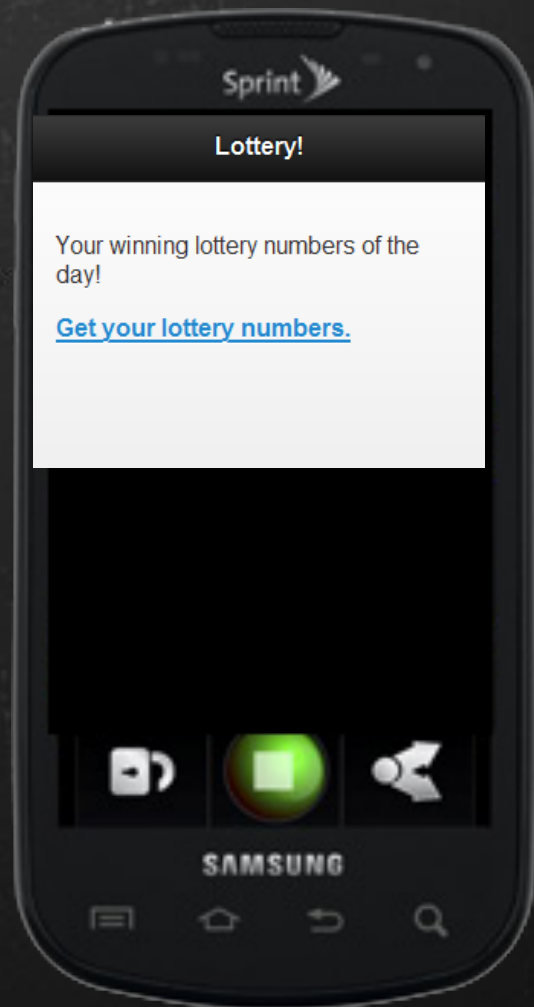 Sprint
Lottery!
Your winning lottery numbers of the
day!
Get your lottery numbers.
SAMSUNG